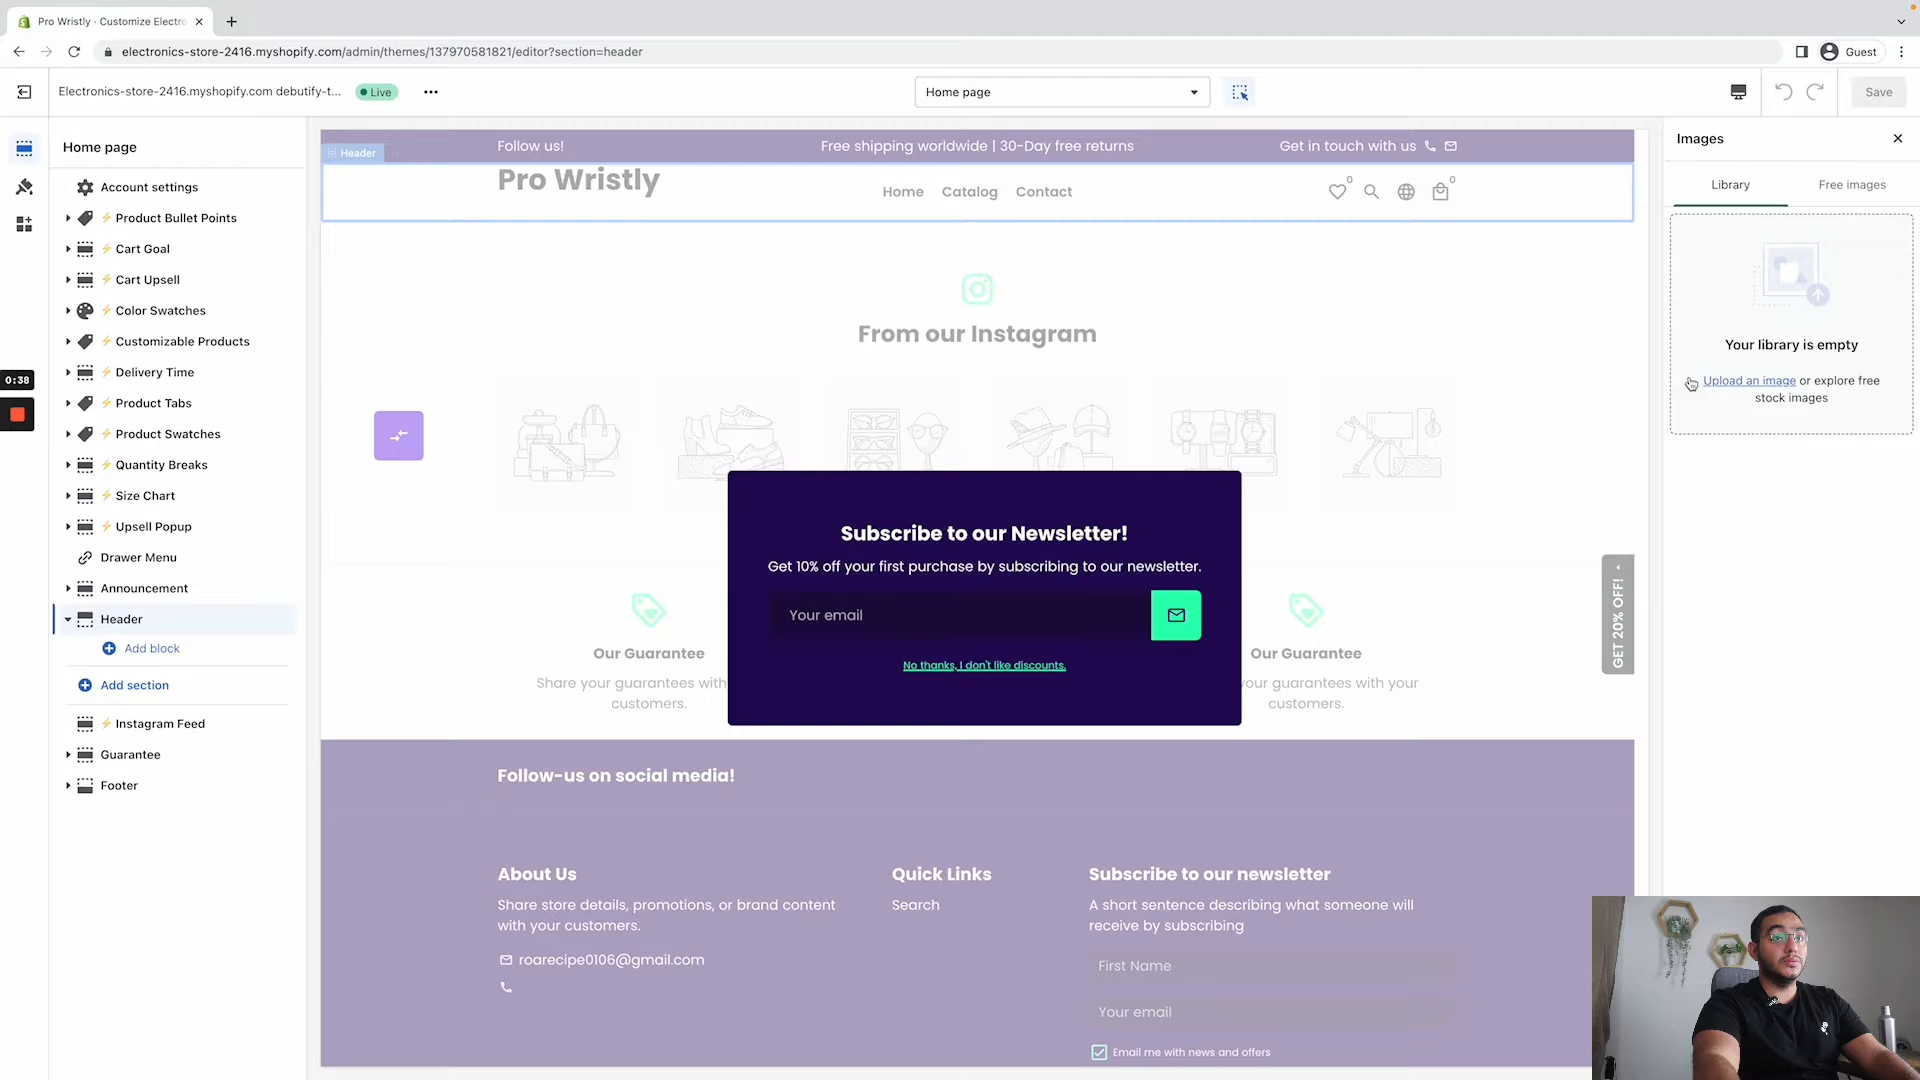 Pro Wristly · Customize Electro
electronics-store-2416.myshopify.com/admin/themes/137970581821/editor?section=header
Guest
Electronics-store-2416.myshopify.com debutify-t...
Live
Home page
Save
Home page
Account settings
Product Bullet Points
Cart Goal
Cart Upsell
Color Swatches
Customizable Products
Delivery Time
Product Tabs
Product Swatches
Quantity Breaks
Size Chart
Upsell Popup
Drawer Menu
Announcement
Header
Add block
Add section
Instagram Feed
Guarantee
Footer
0:38
Follow us!
Free shipping worldwide | 30-Day free returns
Get in touch with us
Header
Pro Wristly
Home
Catalog
Contact
0
0
From our Instagram
Subscribe to our Newsletter!
Get 10% off your first purchase by subscribing to our newsletter.
Your email
No thanks, I don't like discounts.
Our Guarantee
Share your guarantees with
customers.
Our Guarantee
your guarantees with your
customers.
GET 20% OFF!
Follow-us on social media!
About Us
Share store details, promotions, or brand content
with your customers.
roarecipe0106@gmail.com
Quick Links
Search
Subscribe to our newsletter
A short sentence describing what someone will
receive by subscribing
First Name
Your email
Email me with news and offers
Images
Library
Free images
Your library is empty
Upload an image or explore free
stock images